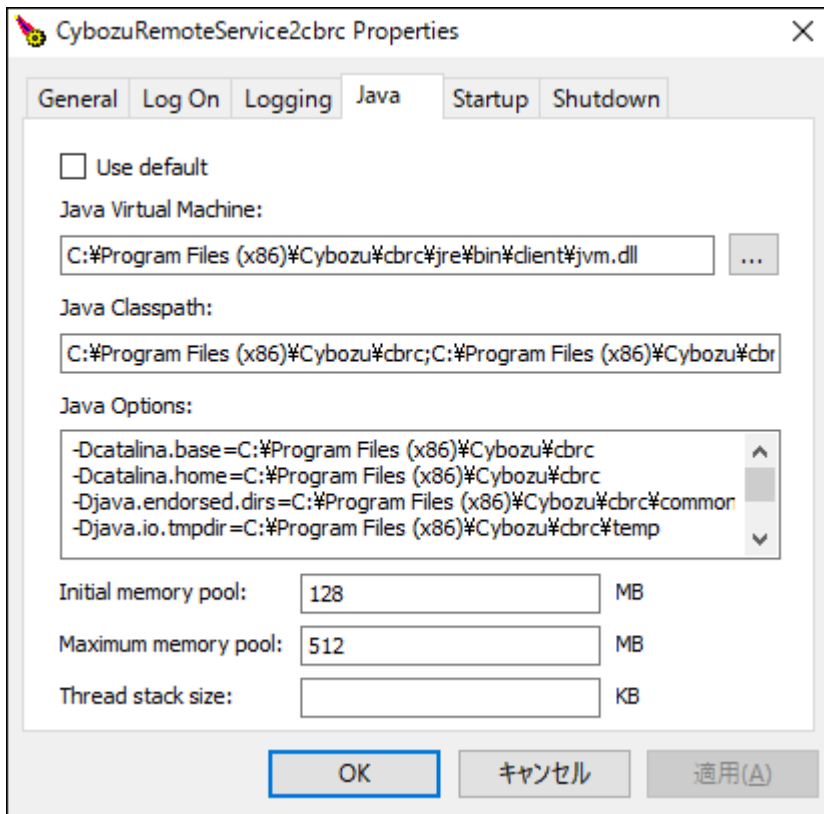 CybozuRemoteService2cbrc Properties
General Log On Logging Java Startup Shutdown
Use default
Java Virtual Machine:
C:¥Program Files (x86)¥Cybozu¥cbrc¥jre¥bin¥client¥jvm.dll ...
Java Classpath:
C:¥Program Files (x86)¥Cybozu¥cbrc;C:¥Program Files (x86)¥Cybozu¥cbr
Java Options:
-Dcatalina.base=C:¥Program Files (x86)¥Cybozu¥cbrc
-Dcatalina.home=C:¥Program Files (x86)¥Cybozu¥cbrc
-Djava.endorsed.dirs=C:¥Program Files (x86)¥Cybozu¥cbrc¥common
-Djava.io.tmpdir=C:¥Program Files (x86)¥Cybozu¥cbrc¥temp
Initial memory pool: 128 MB
Maximum memory pool: 512 MB
Thread stack size: KB
OK キャンセル 適用(A)